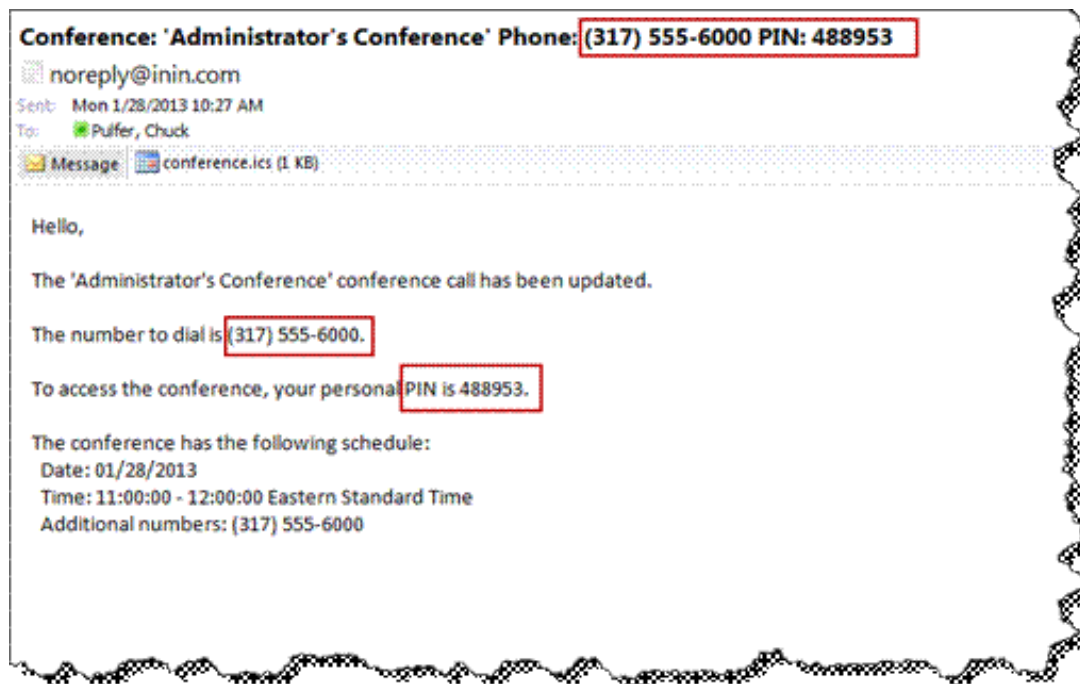 Conference: 'Administrator's Conference' Phone: (317) 555-6000 PIN: 488953
noreply@inin.com
Sent: Mon 1/28/2013 10:27 AM
To: Pulfer, Chuck
Message conference.ics (1 KB)
Hello,
The 'Administrator's Conference' conference call has been updated.
The number to dial is (317) 555-6000.
To access the conference, your personal PIN is 488953.
The conference has the following schedule:
Date: 01/28/2013
Time: 11:00:00 - 12:00:00 Eastern Standard Time
Additional numbers: (317) 555-6000